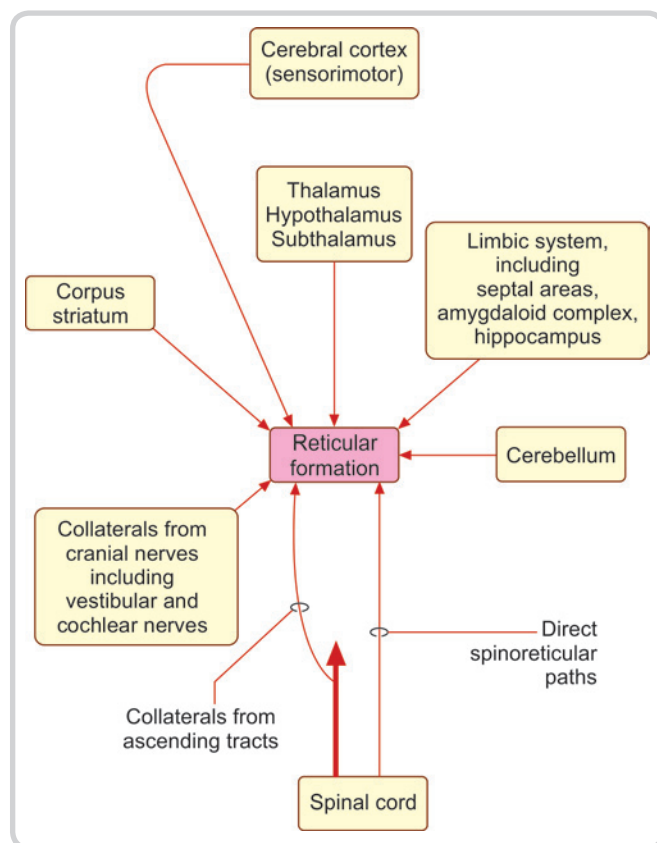 Cerebral cortex
(sensorimotor)
Thalamus
Hypothalamus
Subthalamus
Limbic system,
including
septal areas,
amygdaloid complex,
hippocampus
Corpus
striatum
Reticular
formation
Cerebellum
Collaterals from
cranial nerves
including
vestibular and
cochlear nerves
Direct
spinoreticular
paths
Collaterals from
ascending tracts
Spinal cord